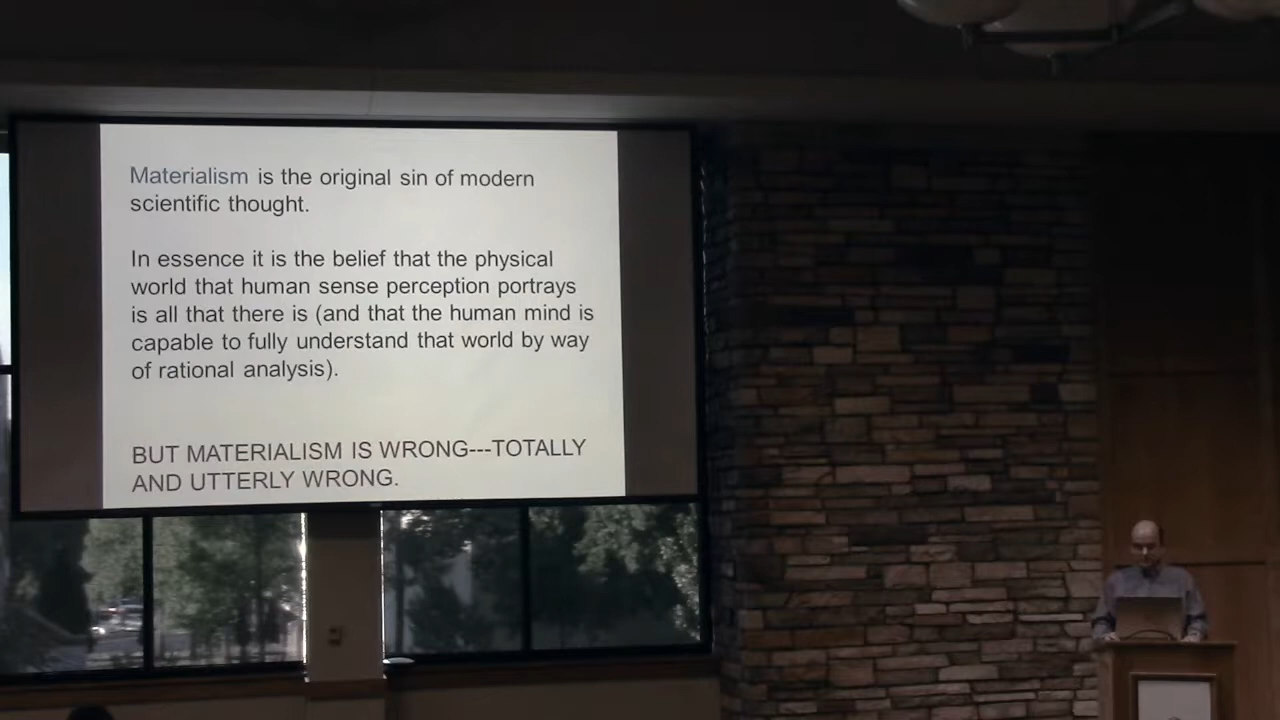 Materialism is the original sin of modern
scientific thought.
In essence it is the belief that the physical
world that human sense perception portrays
is all that there is (and that the human mind is
capable to fully understand that world by way
of rational analysis).
BUT MATERIALISM IS WRONG---TOTALLY
AND UTTERLY WRONG.